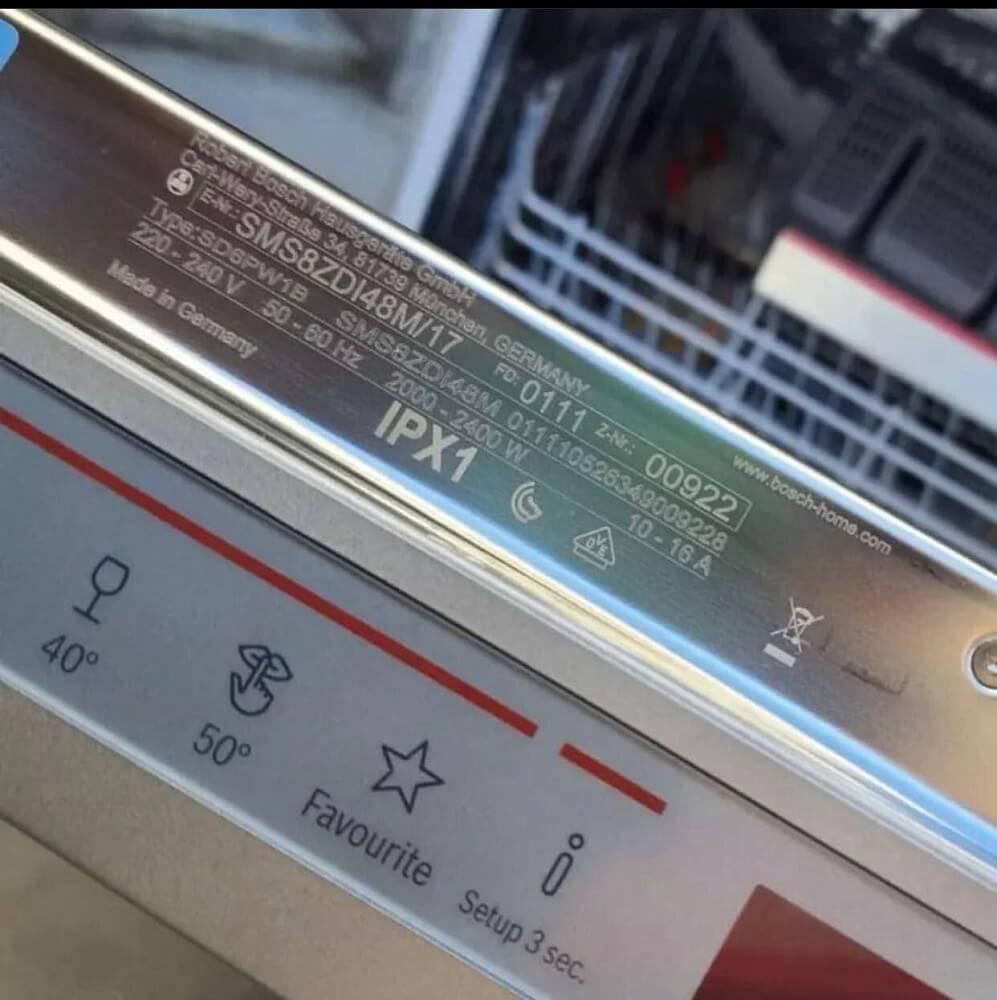 Robert Bosch Hausgeräte GmbH
Carl-Wery-Straße 34, 81739 München, GERMANY
E-Nr.: SMS8ZDI48M/17 FD: 0111 Z-Nr.: 00922
Type: SD6PW1B SMS8ZDI48M 011110526349009228
220 - 240 V 50 - 60 Hz 2000 - 2400 W 10 - 16 A
Made in Germany
IPX1
DVE
www.bosch-home.com
40°
50°
Favourite
i
Setup 3 sec.